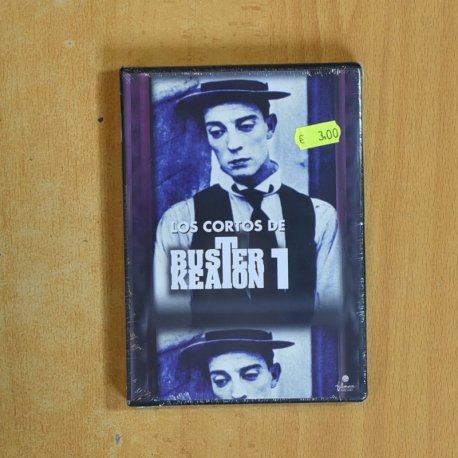 € 3.00
LOS CORTOS DE
BUSTER
KEATON 1